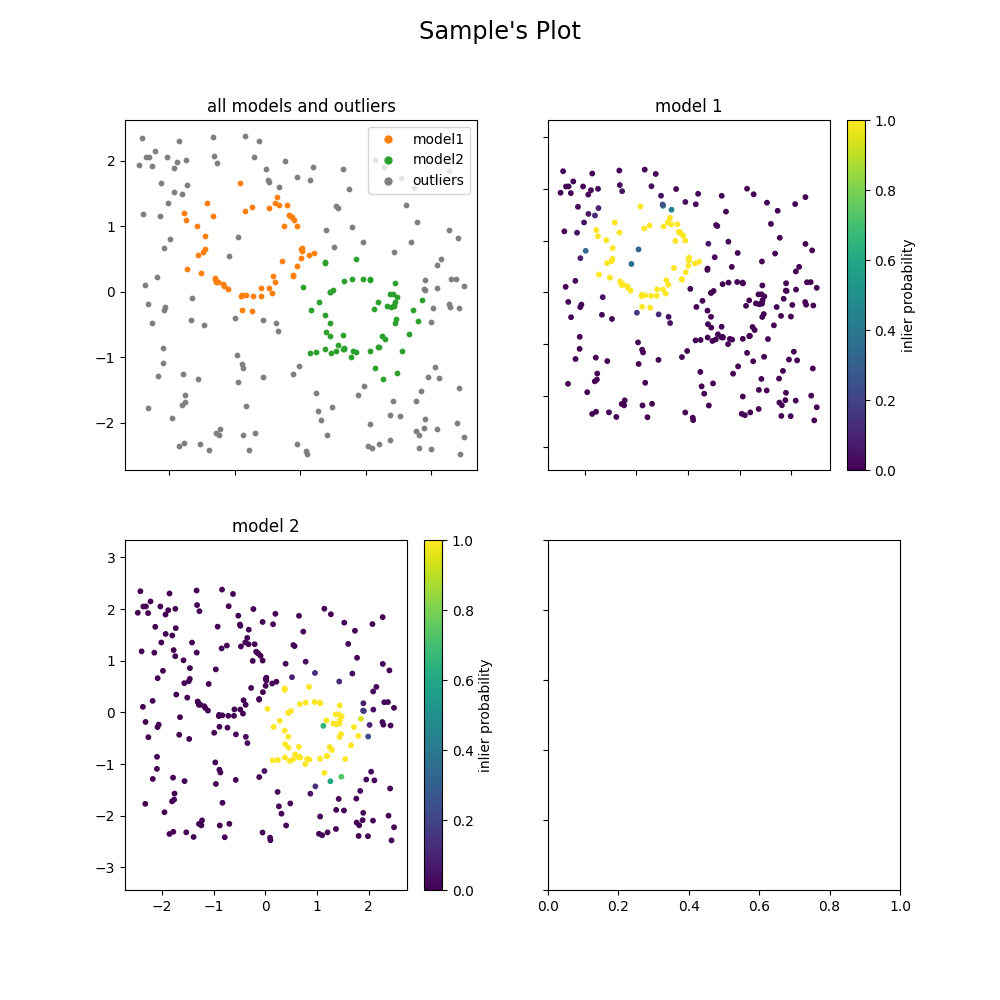 Sample's Plot
all models and outliers
model1
model2
outliers
2
1
0
−1
−2
model 1
1.0
0.8
0.6
0.4
0.2
0.0
inlier probability
model 2
3
2
1
0
−1
−2
−3
−2 −1 0 1 2
1.0
0.8
0.6
0.4
0.2
0.0
inlier probability
0.0 0.2 0.4 0.6 0.8 1.0